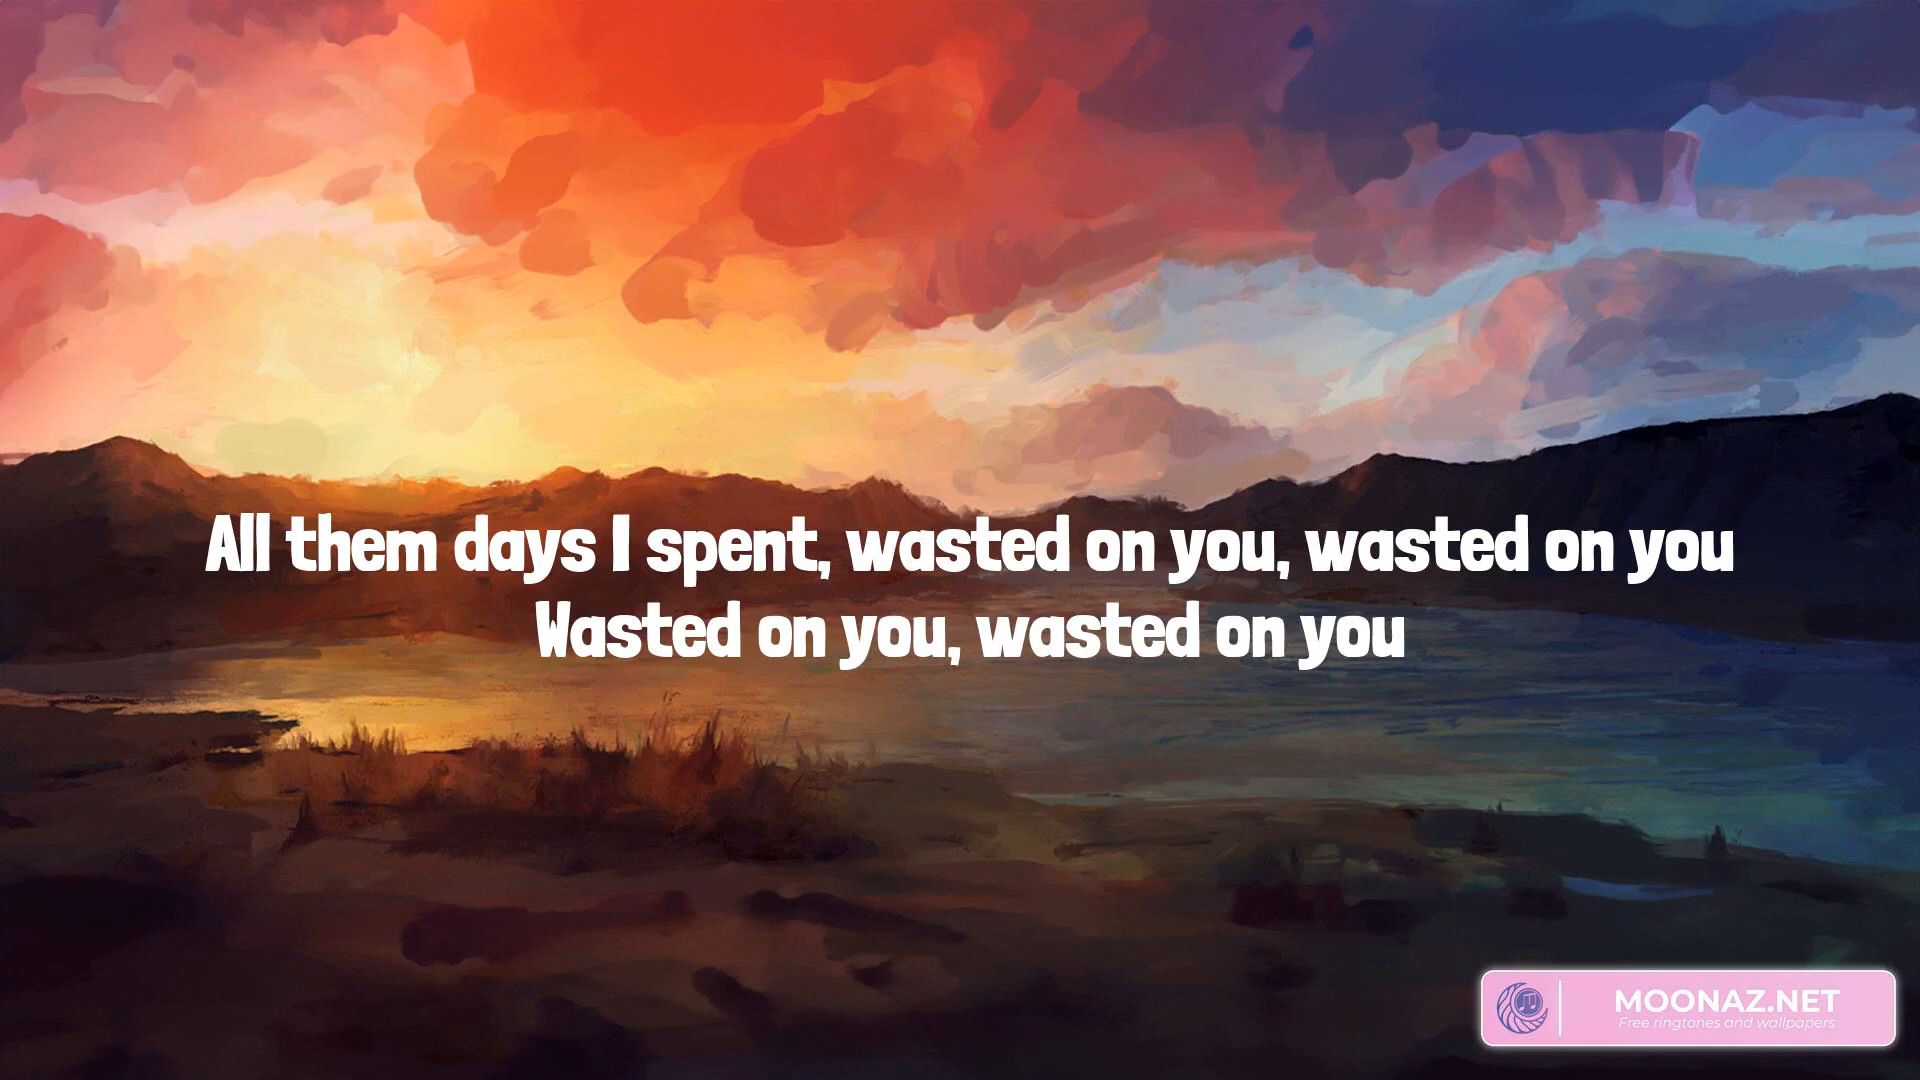 All them days I spent, wasted on you, wasted on you
Wasted on you, wasted on you
MOONAZ.NET
Free ringtones and wallpapers